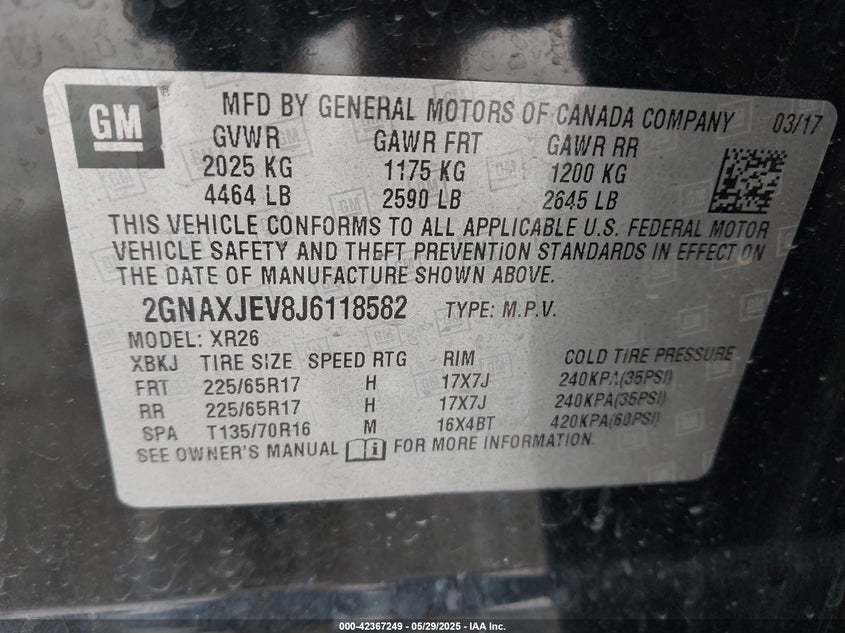 GM
MFD BY GENERAL MOTORS OF CANADA COMPANY 03/17
GVWR GAWR FRT GAWR RR
2025 KG 1175 KG 1200 KG
4464 LB 2590 LB 2645 LB
THIS VEHICLE CONFORMS TO ALL APPLICABLE U.S. FEDERAL MOTOR
VEHICLE SAFETY AND THEFT PREVENTION STANDARDS IN EFFECT ON
THE DATE OF MANUFACTURE SHOWN ABOVE.
2GNAXJEV8J6118582 TYPE: M.P.V.
MODEL: XR26
XBKJ TIRE SIZE SPEED RTG RIM COLD TIRE PRESSURE
FRT 225/65R17 H 17X7J 240KPA(35PSI)
RR 225/65R17 H 17X7J 240KPA(35PSI)
SPA T135/70R16 M 16X4BT 420KPA(60PSI)
SEE OWNER'S MANUAL FOR MORE INFORMATION.
000-42367249 - 05/29/2025 - IAA Inc.